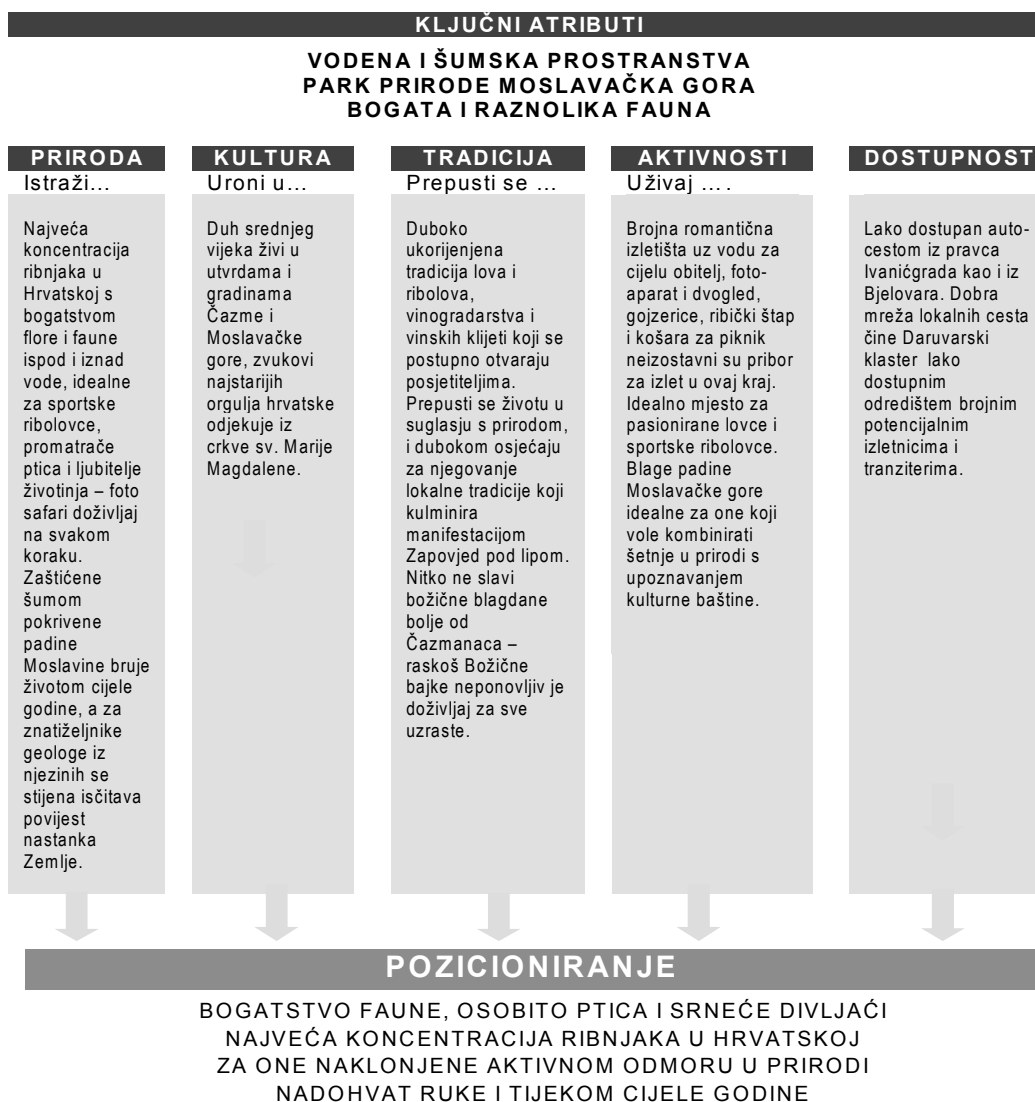 KLJUČNI ATRIBUTI
VODENA I ŠUMSKA PROSTRANSTVA
PARK PRIRODE MOSLAVAČKA GORA
BOGATA I RAZNOLIKA FAUNA
PRIRODA
Istraži...
Najveća
koncentracija
ribnjaka u
Hrvatskoj s
bogatstvom
flore i faune
ispod i iznad
vode, idealne
za sportske
ribolovce,
promatrače
ptica i ljubitelje
životinja – foto
safari doživljaj
na svakom
koraku.
Zaštićene
šumom
pokrivene
padine
Moslavine bruje
životom cijele
godine, a za
znatiželjnike
geologe iz
njezinih se
stijena isčitava
povijest
nastanka
Zemlje.
KULTURA
Uroni u...
Duh srednjeg
vijeka živi u
utvrdama i
gradinama
Čazme i
Moslavačke
gore, zvukovi
najstarijih
orgulja hrvatske
odjekuje iz
crkve sv. Marije
Magdalene.
TRADICIJA
Prepusti se ...
Duboko
ukorijenjena
tradicija lova i
ribolova,
vinogradarstva i
vinskih klijeti koji se
postupno otvaraju
posjetiteljima.
Prepusti se životu u
suglasju s prirodom,
i dubokom osjećaju
za njegovanje
lokalne tradicije koji
kulminira
manifestacijom
Zapovjed pod lipom.
Nitko ne slavi
božične blagdane
bolje od
Čazmanaca –
raskoš Božične
bajke neponovljiv je
doživljaj za sve
uzraste.
AKTIVNOSTI
Uživaj ....
Brojna romantična
izletišta uz vodu za
cijelu obitelj, foto-
aparat i dvogled,
gojzerice, ribički štap
i košara za piknik
neizostavni su pribor
za izlet u ovaj kraj.
Idealno mjesto za
pasionirane lovce i
sportske ribolovce.
Blage padine
Moslavačke gore
idealne za one koji
vole kombinirati
šetnje u prirodi s
upoznavanjem
kulturne baštine.
DOSTUPNOST
Lako dostupan auto-
cestom iz pravca
Ivanićgrada kao i iz
Bjelovara. Dobra
mreža lokalnih cesta
čine Daruvarski
klaster lako
dostupnim
odredištem brojnim
potencijalnim
izletnicima i
tranziterima.
POZICIONIRANJE
BOGATSTVO FAUNE, OSOBITO PTICA I SRNEĆE DIVLJAĆI
NAJVEĆA KONCENTRACIJA RIBNJAKA U HRVATSKOJ
ZA ONE NAKLONJENE AKTIVNOM ODMORU U PRIRODI
NADOHVAT RUKE I TIJEKOM CIJELE GODINE